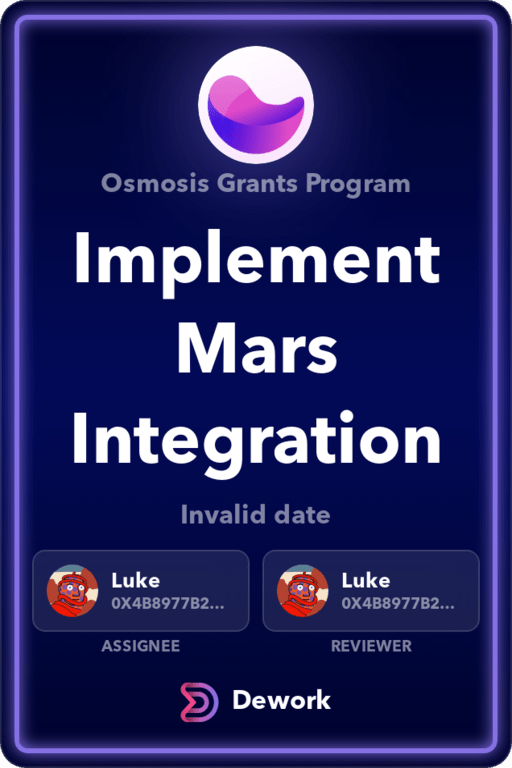 Osmosis Grants Program
Implement
Mars
Integration
Invalid date
Luke
0X4B8977B2...
ASSIGNEE
Luke
0X4B8977B2...
REVIEWER
Dework